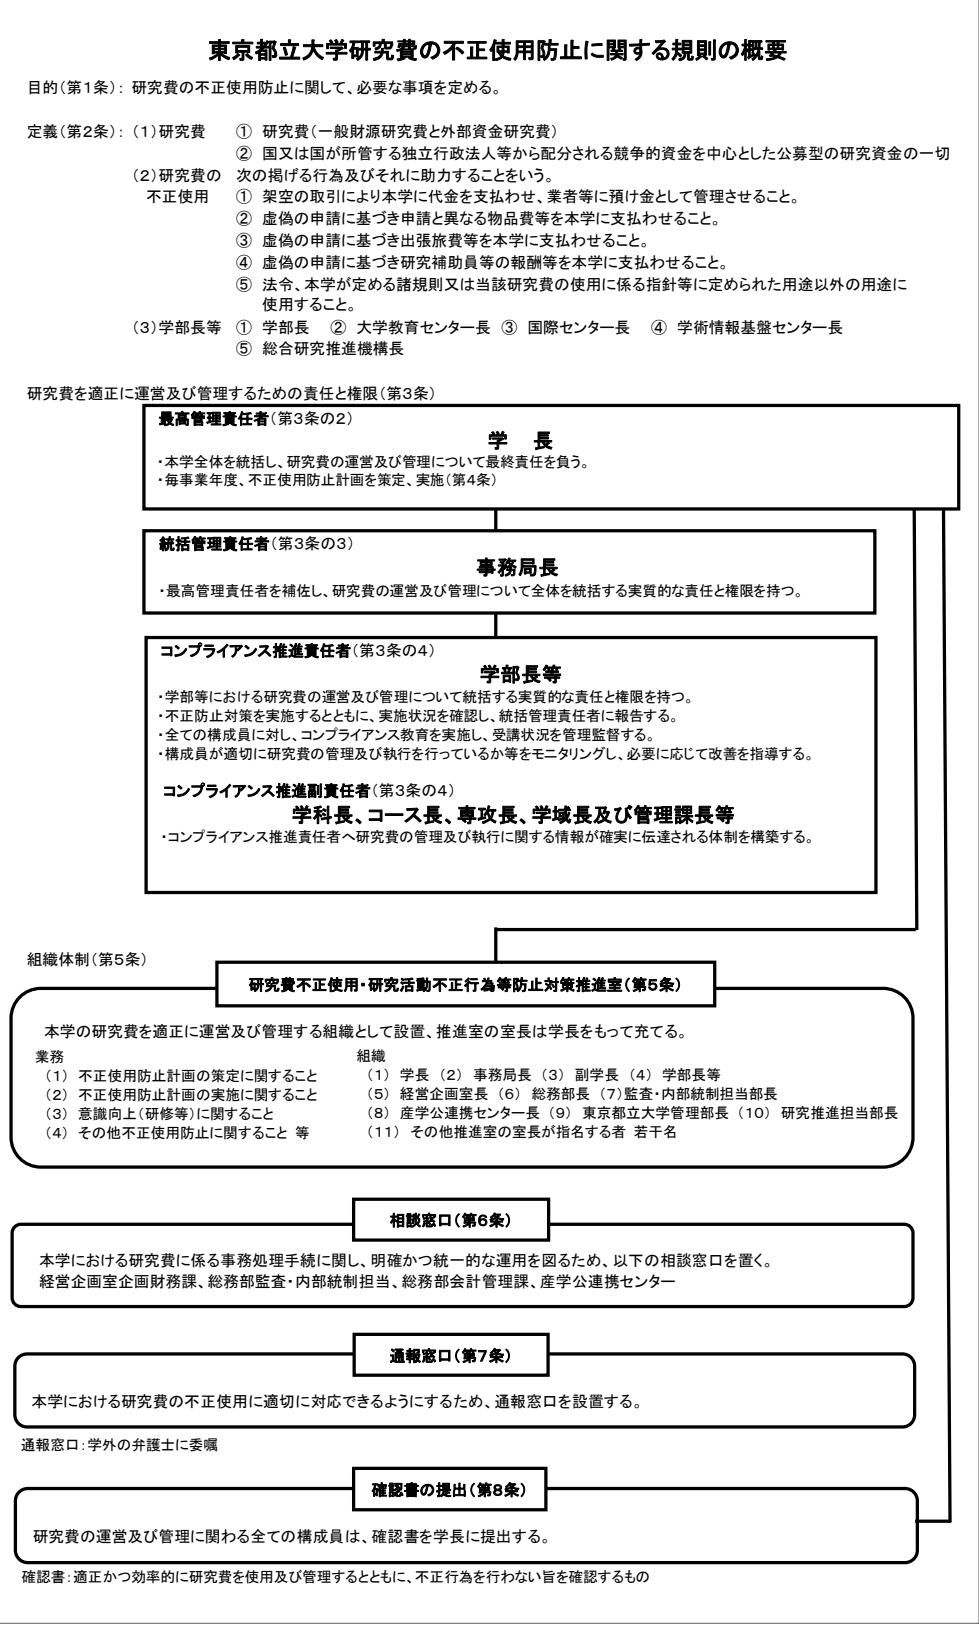 東京都立大学研究費の不正使用防止に関する規則の概要
目的(第1条): 研究費の不正使用防止に関して、必要な事項を定める。
定義(第2条): (1)研究費 ① 研究費(一般財源研究費と外部資金研究費)
② 国又は国が所管する独立行政法人等から配分される競争的資金を中心とした公募型の研究資金の一切
(2)研究費の 次の掲げる行為及びそれに助力することをいう。
不正使用 ① 架空の取引により本学に代金を支払わせ、業者等に預け金として管理させること。
② 虚偽の申請に基づき申請と異なる物品費等を本学に支払わせること。
③ 虚偽の申請に基づき出張旅費等を本学に支払わせること。
④ 虚偽の申請に基づき研究補助員等の報酬等を本学に支払わせること。
⑤ 法令、本学が定める諸規則又は当該研究費の使用に係る指針等に定められた用途以外の用途に
使用すること。
(3)学部長等 ① 学部長 ② 大学教育センター長 ③ 国際センター長 ④ 学術情報基盤センター長
⑤ 総合研究推進機構長
研究費を適正に運営及び管理するための責任と権限(第3条)
最高管理責任者(第3条の2)
学 長
・本学全体を統括し、研究費の運営及び管理について最終責任を負う。
・毎事業年度、不正使用防止計画を策定、実施(第4条)
統括管理責任者(第3条の3)
事務局長
・最高管理責任者を補佐し、研究費の運営及び管理について全体を統括する実質的な責任と権限を持つ。
コンプライアンス推進責任者(第3条の4)
学部長等
・学部等における研究費の運営及び管理について統括する実質的な責任と権限を持つ。
・不正防止対策を実施するとともに、実施状況を確認し、統括管理責任者に報告する。
・全ての構成員に対し、コンプライアンス教育を実施し、受講状況を管理監督する。
・構成員が適切に研究費の管理及び執行を行っているか等をモニタリングし、必要に応じて改善を指導する。
コンプライアンス推進副責任者(第3条の4)
学科長、コース長、専攻長、学域長及び管理課長等
・コンプライアンス推進責任者へ研究費の管理及び執行に関する情報が確実に伝達される体制を構築する。
組織体制(第5条)
研究費不正使用・研究活動不正行為等防止対策推進室(第5条)
本学の研究費を適正に運営及び管理する組織として設置、推進室の室長は学長をもって充てる。
業務 組織
(1) 不正使用防止計画の策定に関すること (1) 学長 (2) 事務局長 (3) 副学長 (4) 学部長等
(2) 不正使用防止計画の実施に関すること (5) 経営企画室長 (6) 総務部長 (7)監査・内部統制担当部長
(3) 意識向上(研修等)に関すること (8) 産学公連携センター長 (9) 東京都立大学管理部長 (10) 研究推進担当部長
(4) その他不正使用防止に関すること 等 (11) その他推進室の室長が指名する者 若干名
相談窓口(第6条)
本学における研究費に係る事務処理手続に関し、明確かつ統一的な運用を図るため、以下の相談窓口を置く。
経営企画室企画財務課、総務部監査・内部統制担当、総務部会計管理課、産学公連携センター
通報窓口(第7条)
本学における研究費の不正使用に適切に対応できるようにするため、通報窓口を設置する。
通報窓口:学外の弁護士に委嘱
確認書の提出(第8条)
研究費の運営及び管理に関わる全ての構成員は、確認書を学長に提出する。
確認書:適正かつ効率的に研究費を使用及び管理するとともに、不正行為を行わない旨を確認するもの